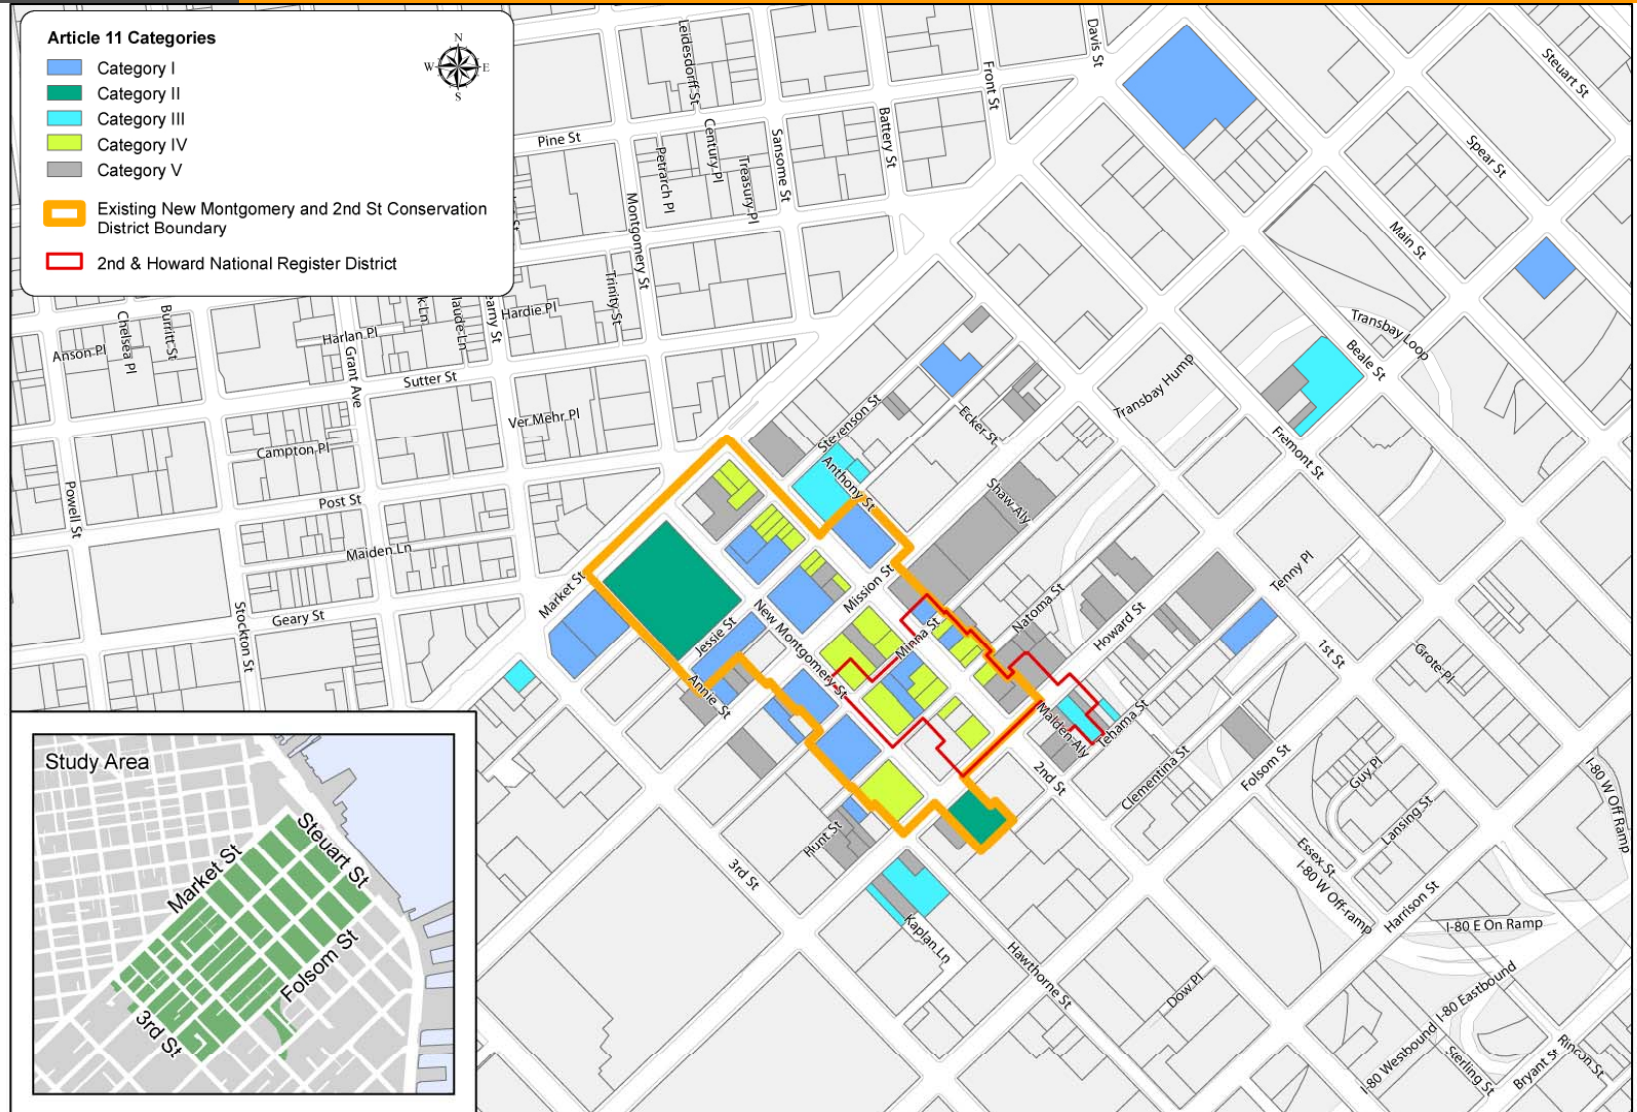 Article 11 Categories
Category I
Category II
Category III
Category IV
Category V
Existing New Montgomery and 2nd St Conservation
District Boundary
2nd & Howard National Register District
N
W
E
S
Leidesdorff St
Davis St
Front St
Steuart St
Pine St
Century Pl
Sansome St
Battery St
Petrarch Pl
Treasury Pl
Spear St
Montgomery St
Main St
Trinity St
Hardie Pl
Burritt St
Chelsea Pl
Harlan Pl
Anson Pl
Grant Ave
Sutter St
Transbay Loop
Beale St
Transbay Hump
Ver Mehr Pl
Stevenson St
Ecker St
Campton Pl
Fremont St
Anthony St
Shaw Aly
Powell St
Post St
Maiden Ln
Market St
Mission St
Tenny Pl
Stockton St
Geary St
New Montgomery St
Natoma St
Howard St
Jessie St
Minna St
1st St
Grote Pl
Annie St
Malden Aly
Tehama St
2nd St
Clementina St
Folsom St
Guy Pl
Lansing St
I-80 W Off Ramp
Hunt St
3rd St
Essex St
I-80 W Off-ramp
Harrison St
I-80 E On Ramp
Kaplan Ln
Hawthorne St
Dow Pl
I-80 Eastbound
I-80 Westbound
Sterling St
Bryant St
Rincon St
Study Area
Steuart St
Market St
Folsom St
3rd St